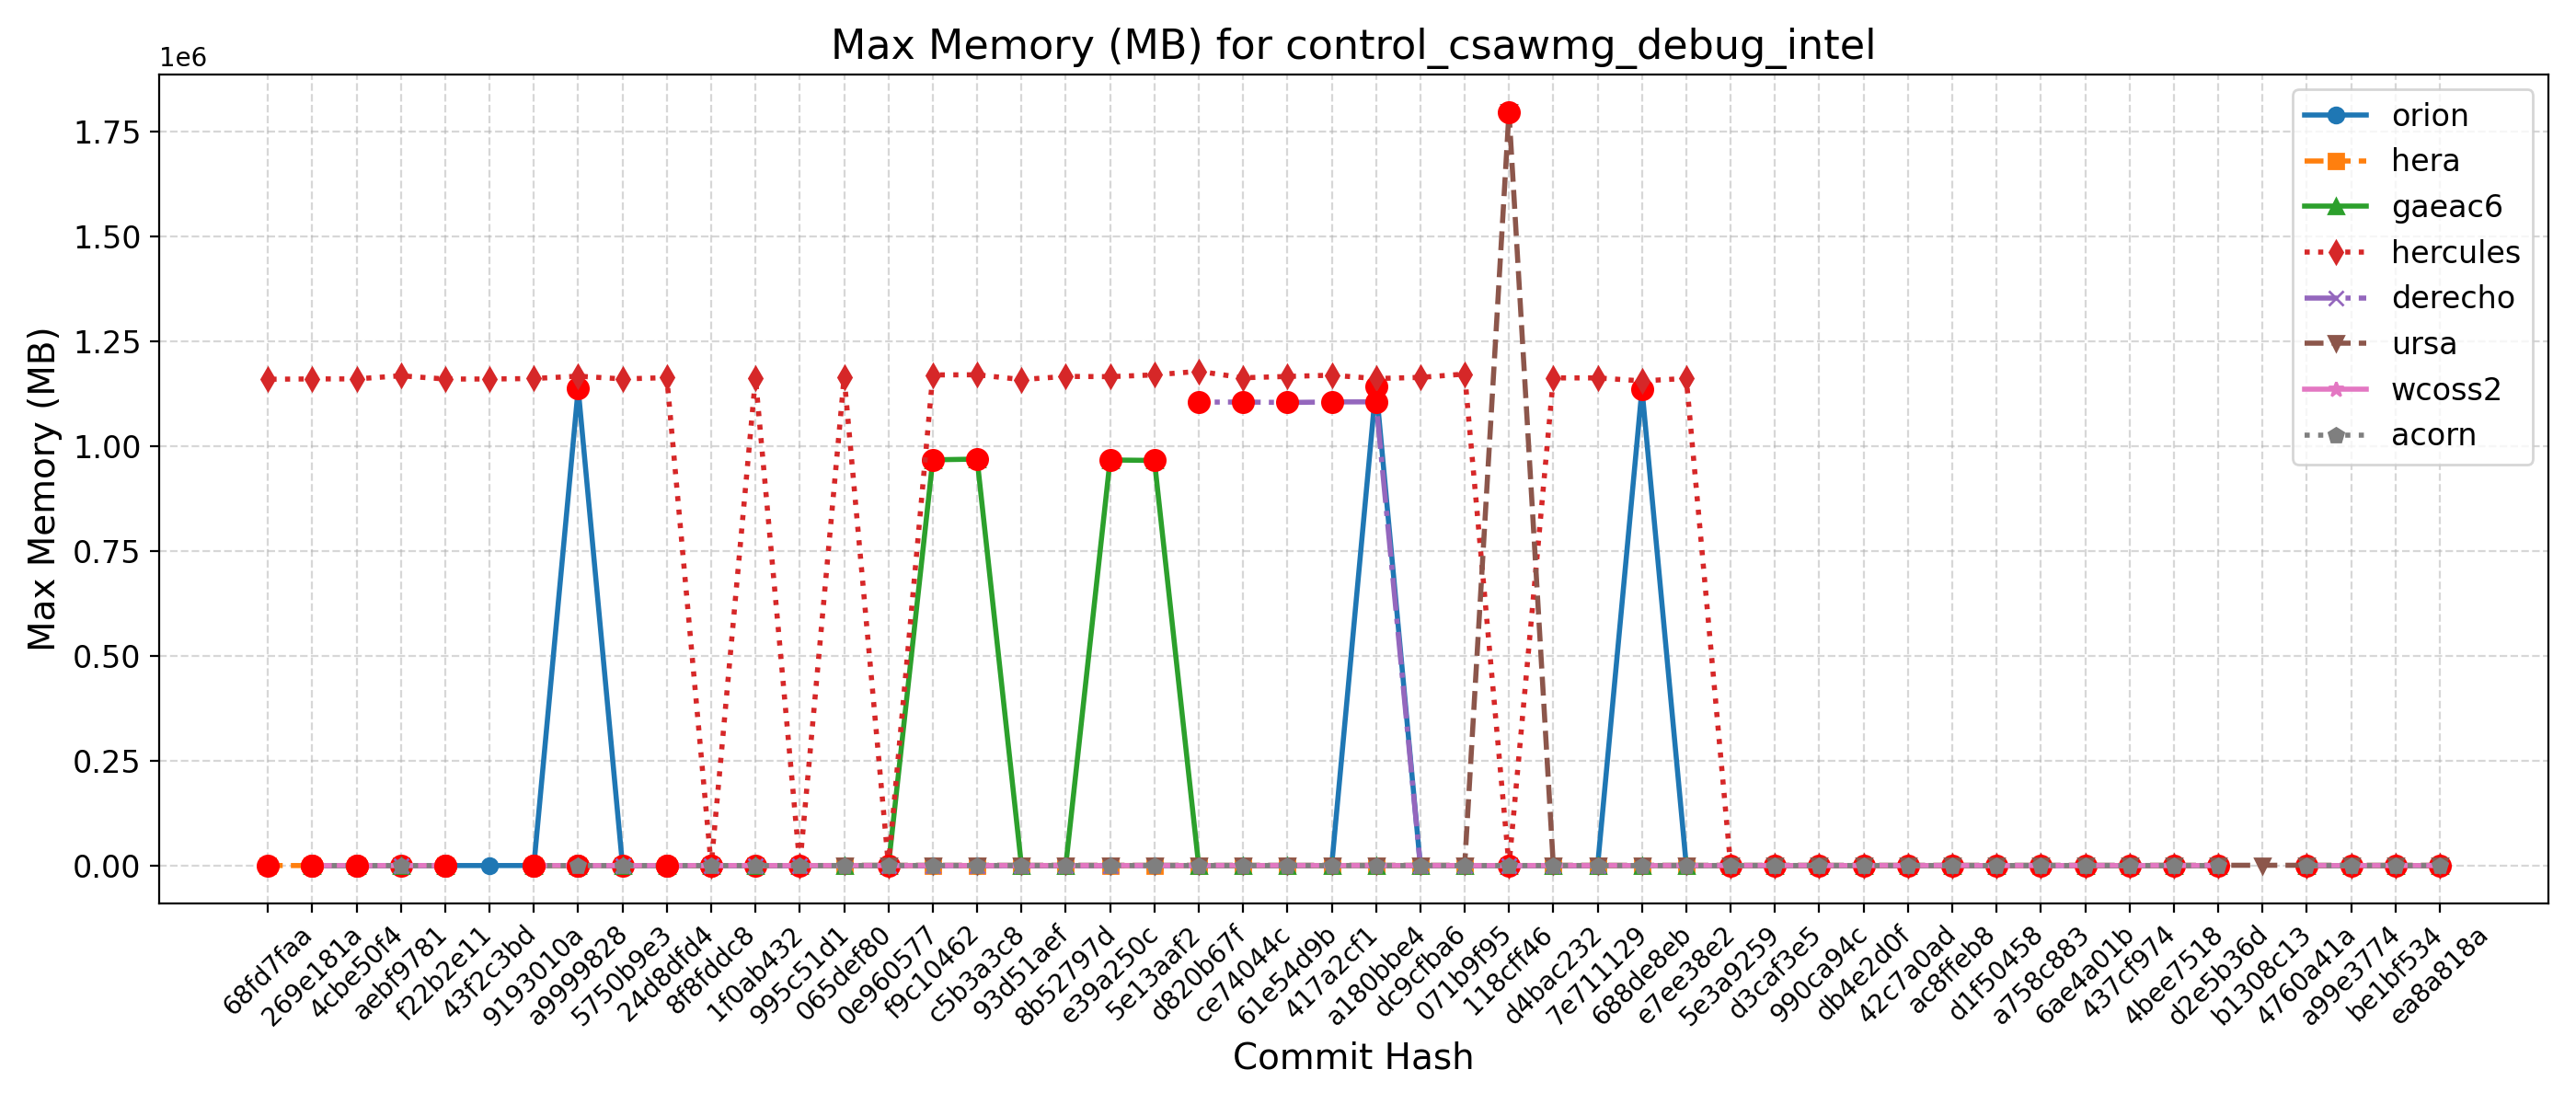 Max Memory (MB) for control_csawmg_debug_intel
1e6
1.75
1.50
1.25
1.00
0.75
0.50
0.25
0.00
Max Memory (MB)
orion
hera
gaeac6
hercules
derecho
ursa
wcoss2
acorn
68fd7faa
269e181a
4cbe50f4
aebf9781
f22b2e11
43f2c3bd
9193010a
a9999828
5750b9e3
24d8dfd4
8f8fddc8
1f0ab432
995c51d1
065def80
0e960577
f9c10462
c5b3a3c8
93d51aef
8b52797d
e39a250c
5e13aaf2
d820b67f
ce74044c
61e54d9b
417a2cf1
a180bbe4
dc9cfba6
071b9f95
118cff46
d4bac232
7e711129
688de8eb
e7ee38e2
5e3a9259
d3caf3e5
990ca94c
db4e2d0f
42c7a0ad
ac8ffeb8
d1f50458
a758c883
6ae4a01b
437cf974
4bee7518
d2e5b36d
b1308c13
4760a41a
a99e3774
be1bf534
ea8a818a
Commit Hash